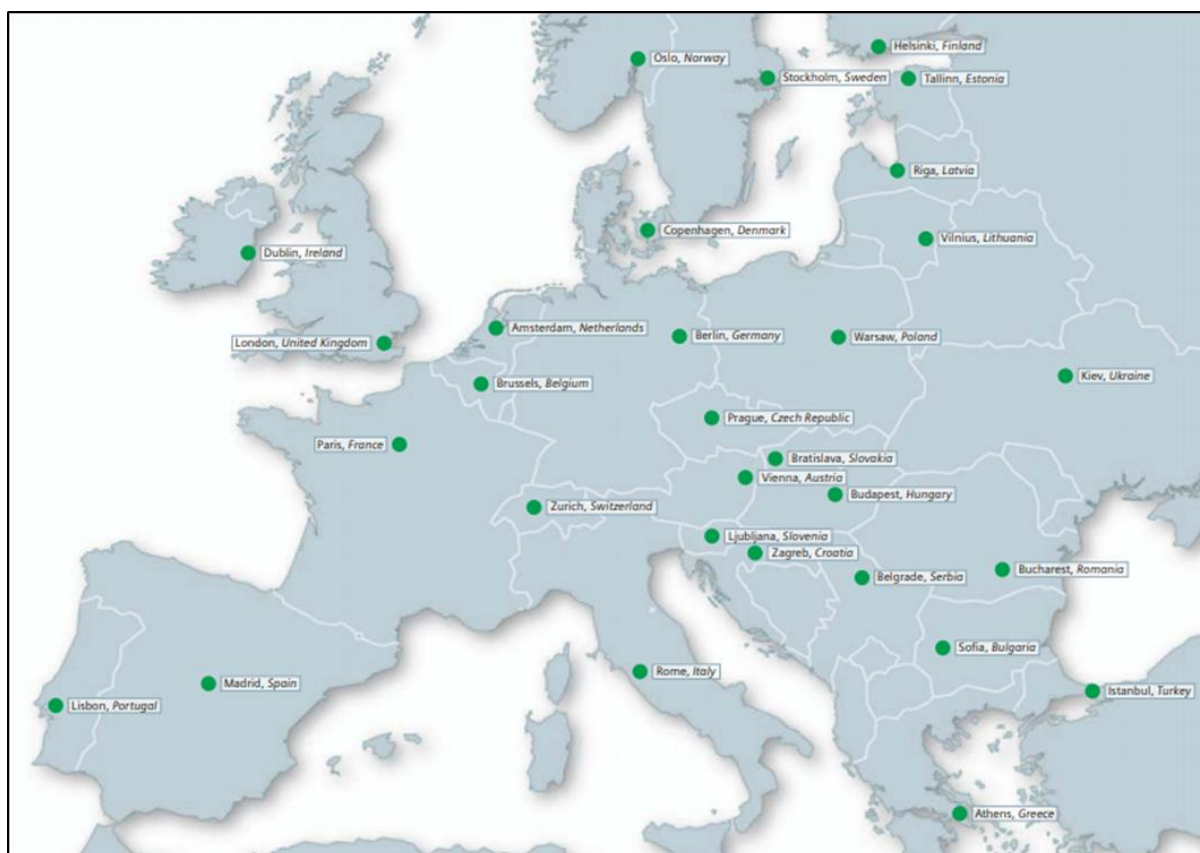 Helsinki, Finland
Oslo, Norway
Stockholm, Sweden
Tallinn, Estonia
Riga, Latvia
Copenhagen, Denmark
Vilnius, Lithuania
Dublin, Ireland
Amsterdam, Netherlands
Berlin, Germany
Warsaw, Poland
London, United Kingdom
Kiev, Ukraine
Brussels, Belgium
Prague, Czech Republic
Paris, France
Bratislava, Slovakia
Vienna, Austria
Budapest, Hungary
Zurich, Switzerland
Ljubljana, Slovenia
Zagreb, Croatia
Bucharest, Romania
Belgrade, Serbia
Sofia, Bulgaria
Rome, Italy
Madrid, Spain
Istanbul, Turkey
Lisbon, Portugal
Athens, Greece